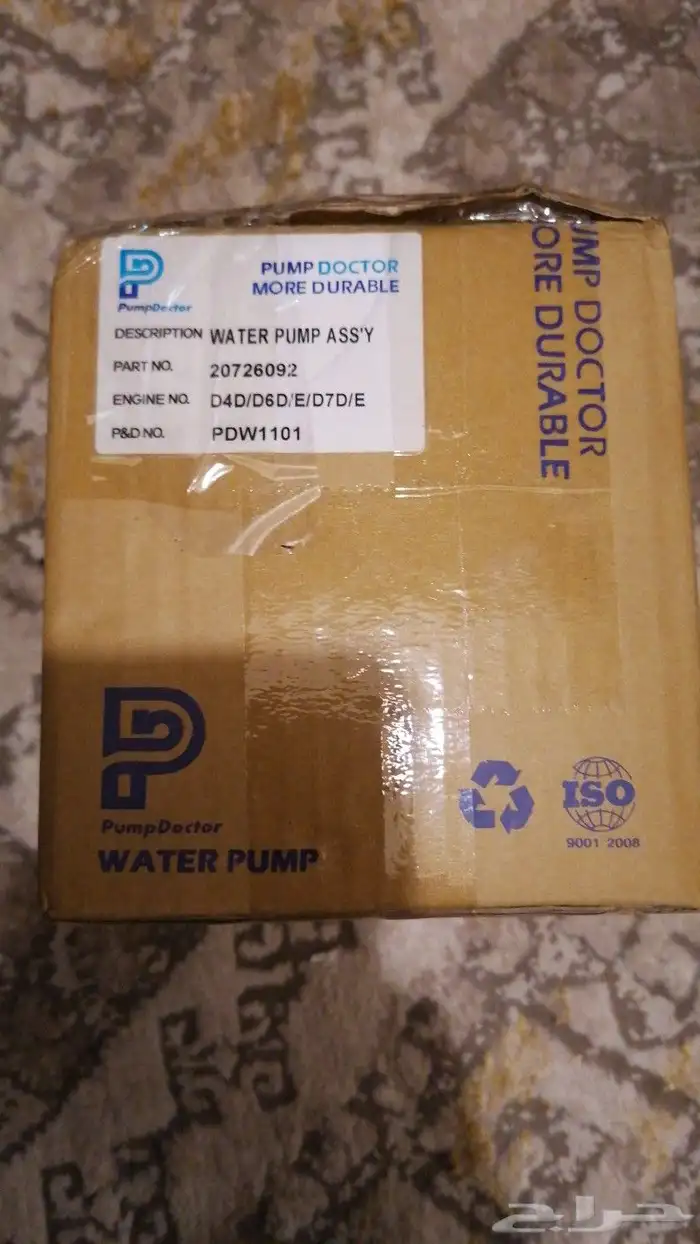 PumpDoctor
PUMP DOCTOR
MORE DURABLE
DESCRIPTION WATER PUMP ASS'Y
PART NO. 20726092
ENGINE NO. D4D/D6D/E/D7D/E
P&D NO. PDW1101
UMP DOCTOR
ORE DURABLE
PumpDoctor
WATER PUMP
ISO
9001 2008
حراج